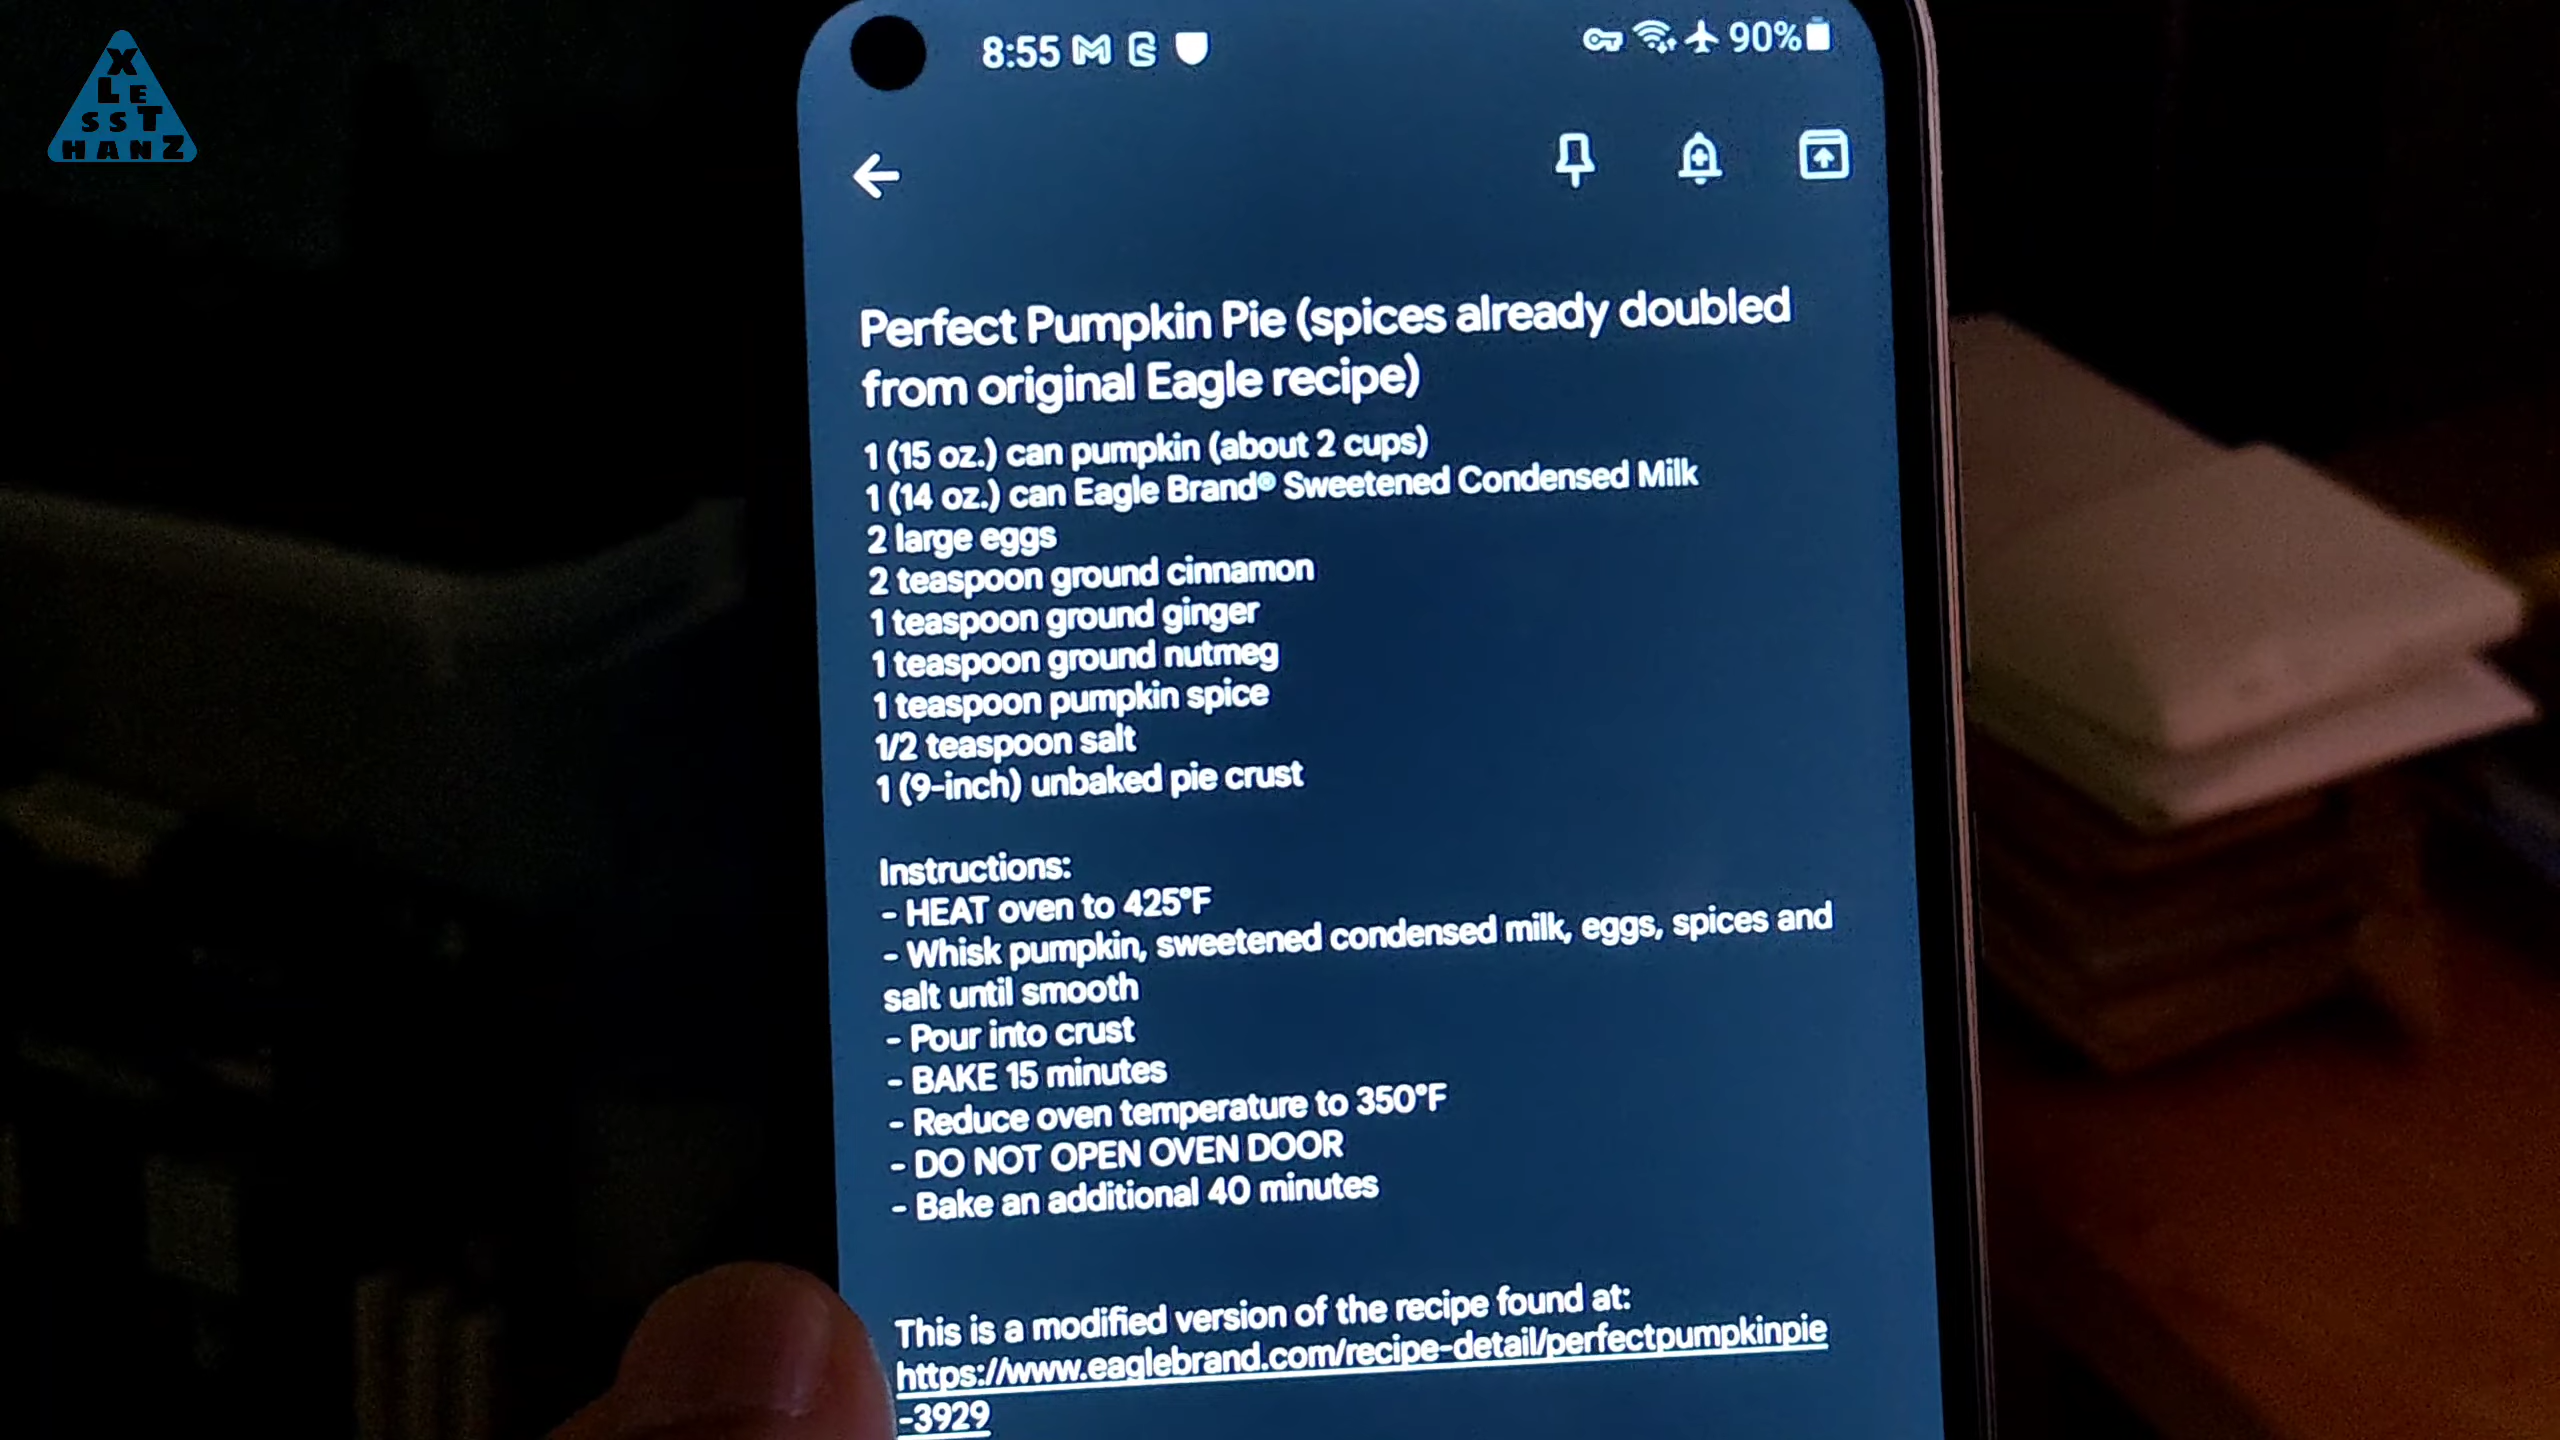 X
LE
SST
HANZ
8:55
90%
Perfect Pumpkin Pie (spices already doubled
from original Eagle recipe)
1 (15 oz.) can pumpkin (about 2 cups)
1 (14 oz.) can Eagle Brand® Sweetened Condensed Milk
2 large eggs
2 teaspoon ground cinnamon
1 teaspoon ground ginger
1 teaspoon ground nutmeg
1 teaspoon pumpkin spice
1/2 teaspoon salt
1 (9-inch) unbaked pie crust
Instructions:
- HEAT oven to 425°F
- Whisk pumpkin, sweetened condensed milk, eggs, spices and
salt until smooth
- Pour into crust
- BAKE 15 minutes
- Reduce oven temperature to 350°F
- DO NOT OPEN OVEN DOOR
- Bake an additional 40 minutes
This is a modified version of the recipe found at:
https://www.eaglebrand.com/recipe-detail/perfectpumpkinpie
-3929